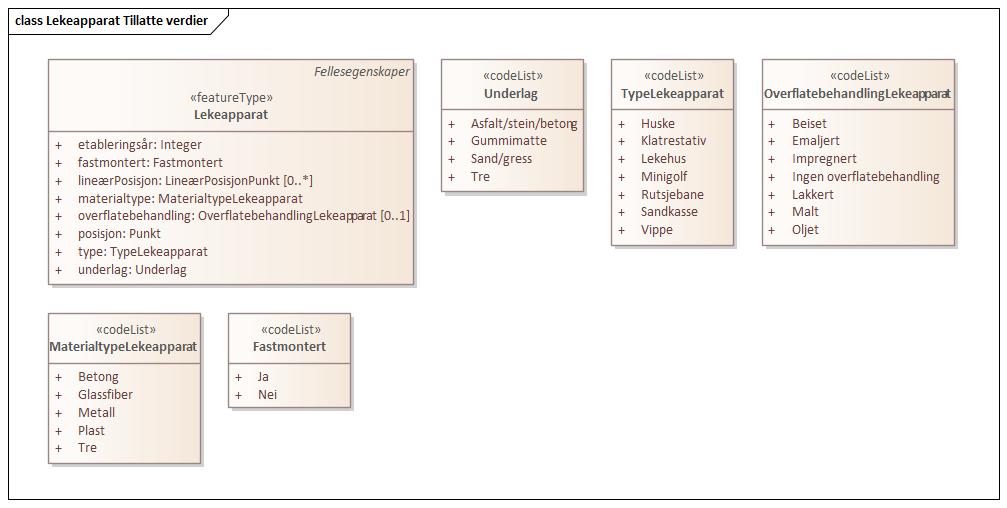 class Lekeapparat Tillatte verdier
Fellesegenskaper
«featureType»
Lekeapparat
+ etableringsår: Integer
+ fastmontert: Fastmontert
+ lineærPosisjon: LineærPosisjonPunkt [0..*]
+ materialtype: MaterialtypeLekeapparat
+ overflatebehandling: OverflatebehandlingLekeapparat [0..1]
+ posisjon: Punkt
+ type: TypeLekeapparat
+ underlag: Underlag
«codeList»
Underlag
+ Asfalt/stein/betong
+ Gummimatte
+ Sand/gress
+ Tre
«codeList»
TypeLekeapparat
+ Huske
+ Klatrestativ
+ Lekehus
+ Minigolf
+ Rutsjebane
+ Sandkasse
+ Vippe
«codeList»
OverflatebehandlingLekeapparat
+ Beiset
+ Emaljert
+ Impregnert
+ Ingen overflatebehandling
+ Lakkert
+ Malt
+ Oljet
«codeList»
MaterialtypeLekeapparat
+ Betong
+ Glassfiber
+ Metall
+ Plast
+ Tre
«codeList»
Fastmontert
+ Ja
+ Nei